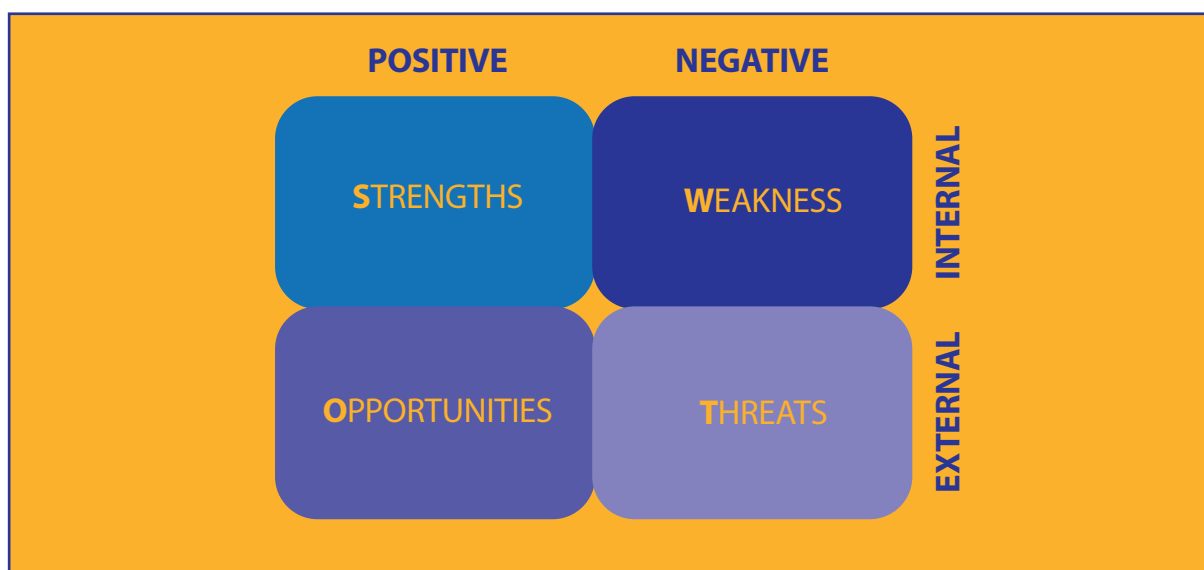 POSITIVE NEGATIVE
STRENGTHS WEAKNESS
INTERNAL
OPPORTUNITIES THREATS
EXTERNAL